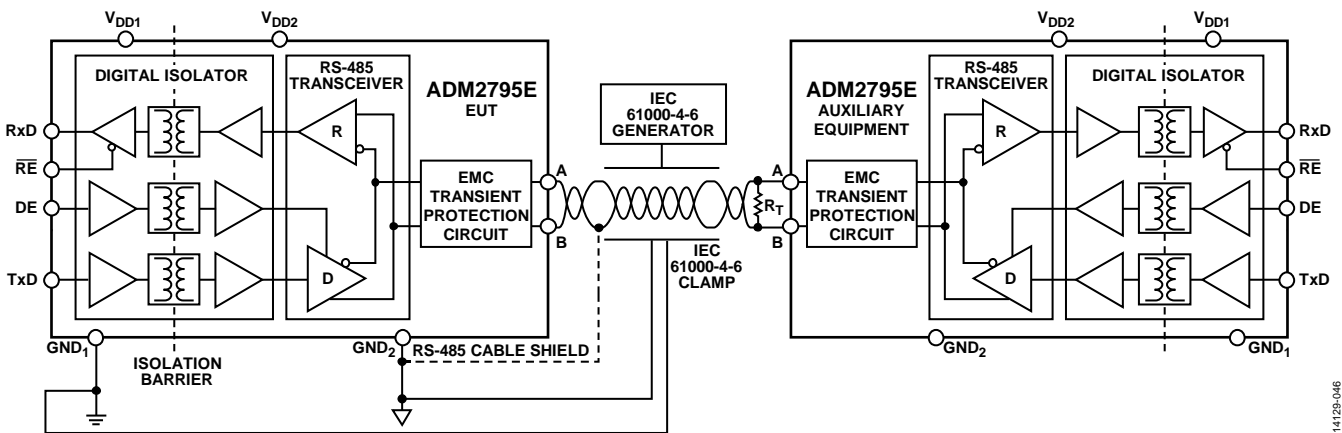 VDD1
VDD2
DIGITAL ISOLATOR
RS-485
TRANSCEIVER
ADM2795E
EUT
RxD
RE
DE
TxD
R
D
EMC
TRANSIENT
PROTECTION
CIRCUIT
A
B
GND1
GND2
ISOLATION
BARRIER
RS-485 CABLE SHIELD
IEC
61000-4-6
GENERATOR
IEC
61000-4-6
CLAMP
RT
VDD2
VDD1
ADM2795E
AUXILIARY
EQUIPMENT
RS-485
TRANSCEIVER
DIGITAL ISOLATOR
A
B
EMC
TRANSIENT
PROTECTION
CIRCUIT
R
D
RxD
RE
DE
TxD
GND2
GND1
14129-046